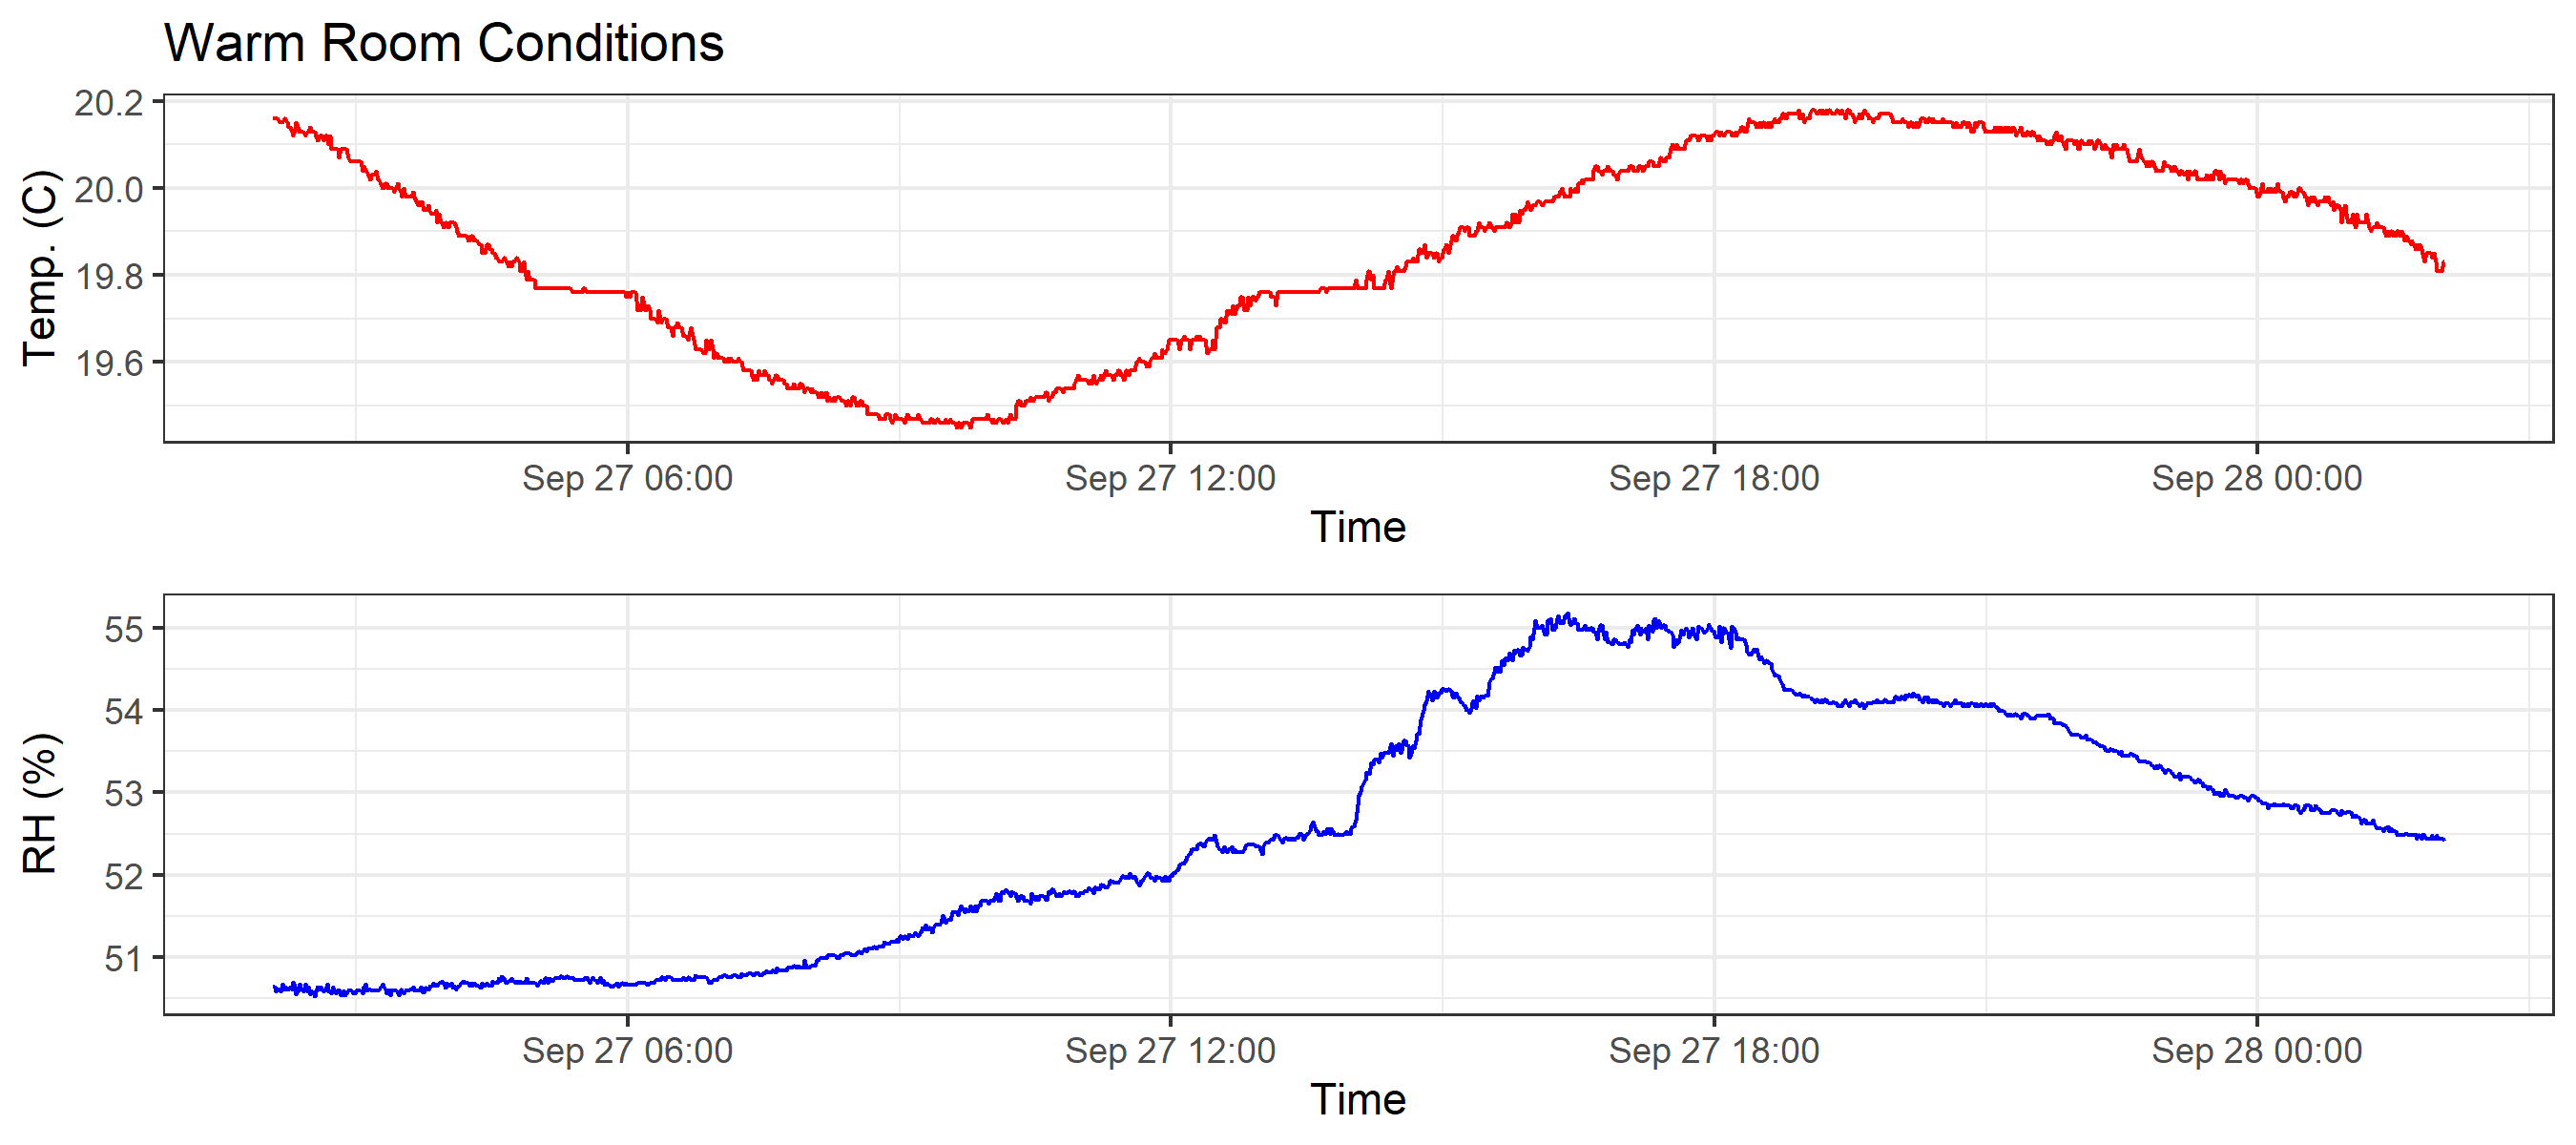 Warm Room Conditions
20.2
20.0
19.8
19.6
Temp. (C)
Sep 27 06:00 Sep 27 12:00 Sep 27 18:00 Sep 28 00:00
Time
55
54
53
52
51
RH (%)
Sep 27 06:00 Sep 27 12:00 Sep 27 18:00 Sep 28 00:00
Time